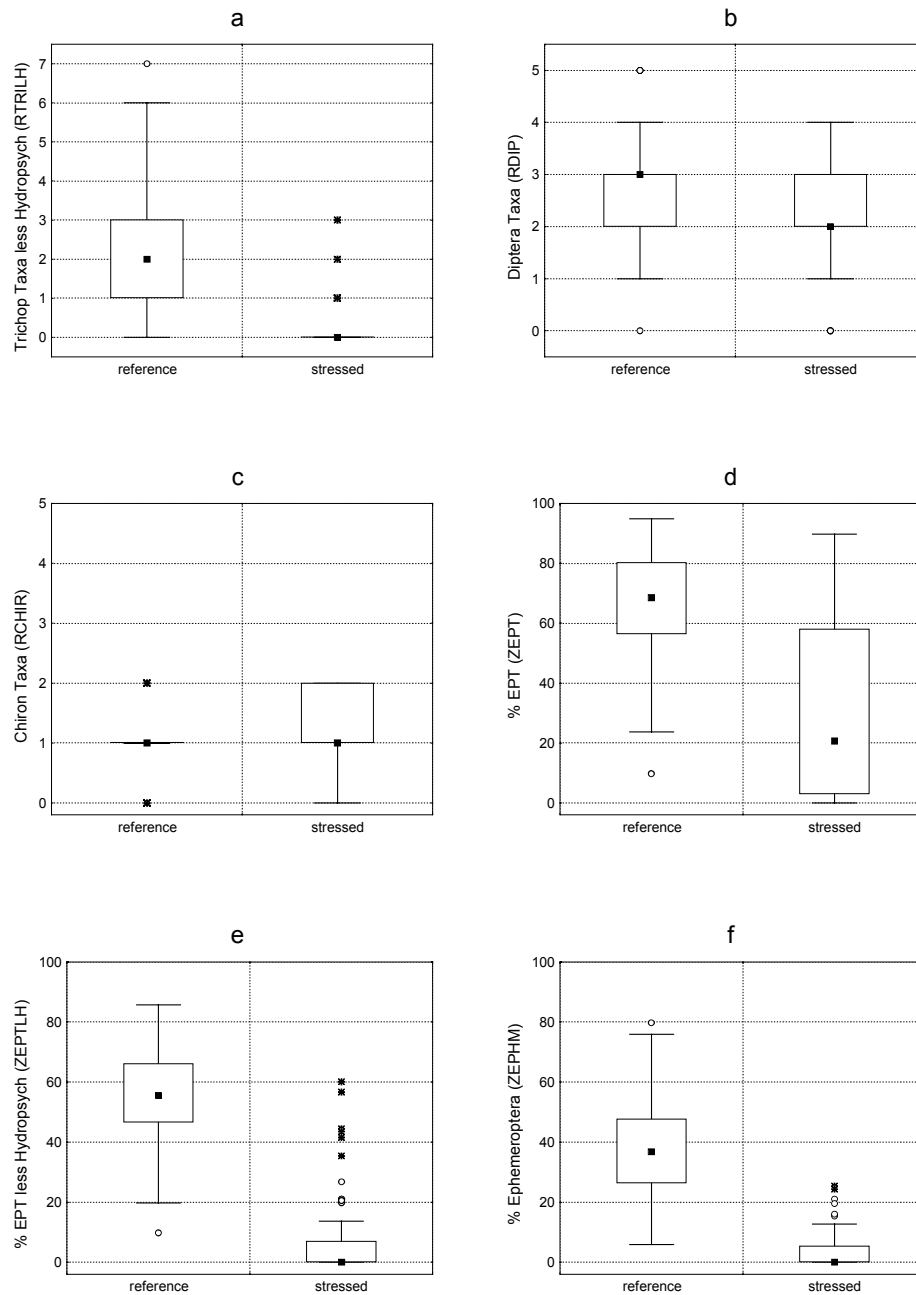 a
Trichop Taxa less Hydropsych (RTRILH)
7
6
5
4
3
2
1
0
reference stressed
b
Diptera Taxa (RDIP)
5
4
3
2
1
0
reference stressed
c
Chiron Taxa (RCHIR)
5
4
3
2
1
0
reference stressed
d
% EPT (ZEPT)
100
80
60
40
20
0
reference stressed
e
% EPT less Hydropsych (ZEPTLH)
100
80
60
40
20
0
reference stressed
f
% Ephemeroptera (ZEPHM)
100
80
60
40
20
0
reference stressed